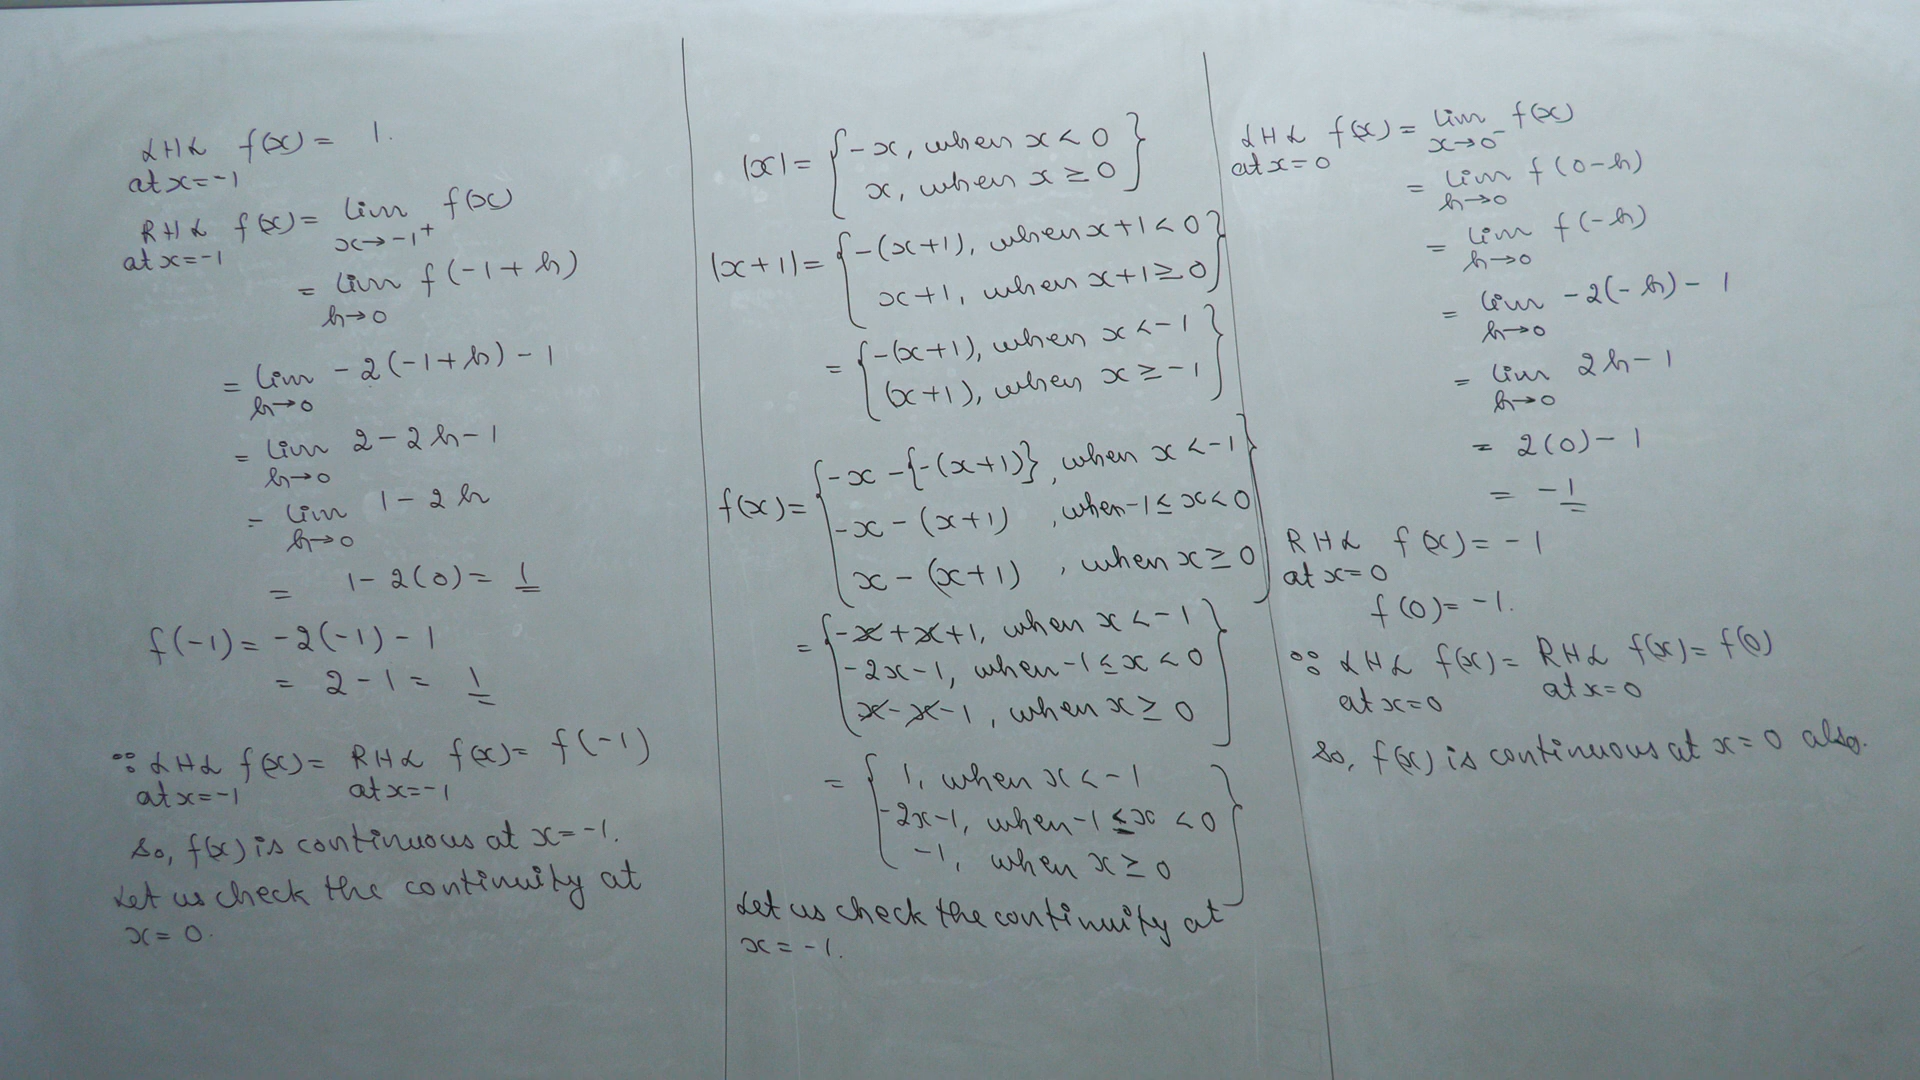 LHL f(x) = 1.
at x=-1
RHL f(x) = lim f(x)
at x=-1 x→-1⁺
= lim f(-1+h)
h→0
= lim -2(-1+h)-1
h→0
= lim 2-2h-1
h→0
= lim 1-2h
h→0
= 1-2(0) = 1
f(-1) = -2(-1)-1
= 2-1 = 1
∵ LHL f(x) = RHL f(x) = f(-1)
at x=-1 at x=-1
So, f(x) is continuous at x=-1.
Let us check the continuity at
x=0.
|x| = { -x, when x<0 }
x, when x≥0
|x+1| = { -(x+1), when x+1<0 }
x+1, when x+1≥0
= { -(x+1), when x<-1 }
(x+1), when x≥-1
f(x) = { -x-{-(x+1)}, when x<-1 }
-x-(x+1), when -1≤x<0
x-(x+1), when x≥0
= { -x+x+1, when x<-1 }
-2x-1, when -1≤x<0
x-x-1, when x≥0
= { 1, when x<-1 }
-2x-1, when -1≤x<0
-1, when x≥0
Let us check the continuity at
x=-1.
LHL f(x) = lim f(x)
at x=0 x→0⁻
= lim f(0-h)
h→0
= lim f(-h)
h→0
= lim -2(-h)-1
h→0
= lim 2h-1
h→0
= 2(0)-1
= -1
RHL f(x) = -1
at x=0
f(0) = -1.
∵ LHL f(x) = RHL f(x) = f(0)
at x=0 at x=0
So, f(x) is continuous at x=0 also.